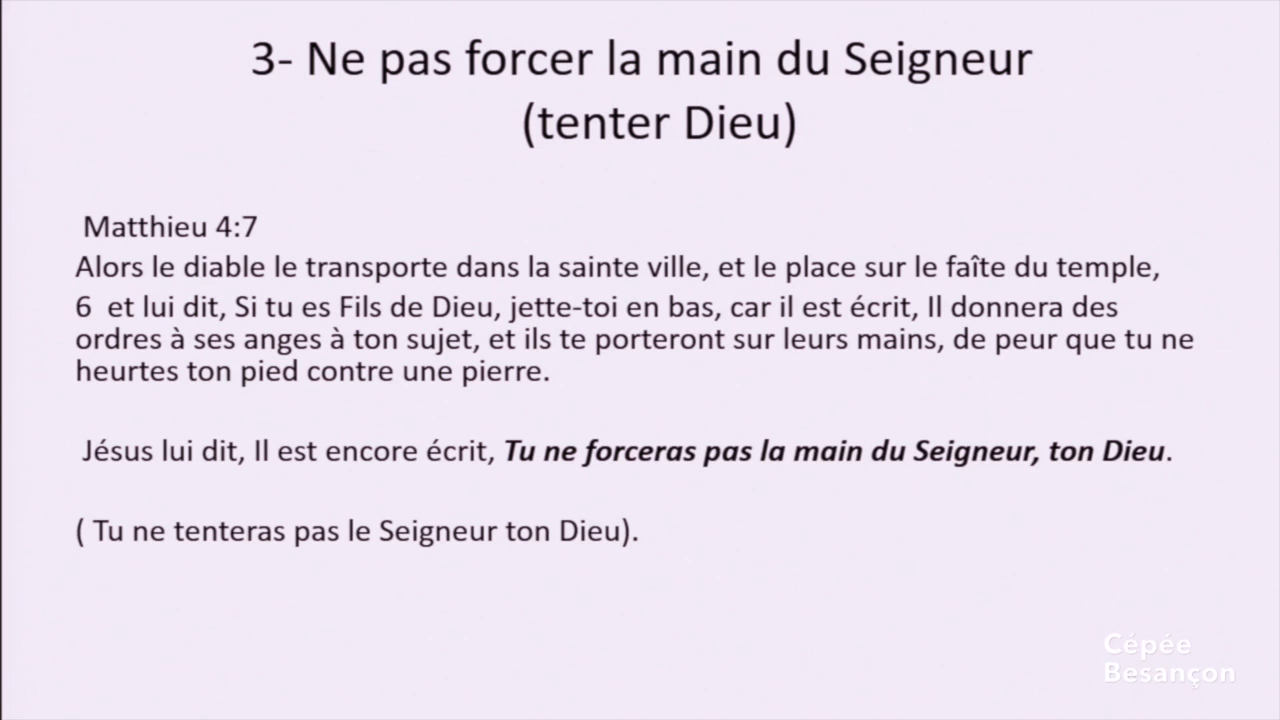 3- Ne pas forcer la main du Seigneur
(tenter Dieu)
Matthieu 4:7
Alors le diable le transporte dans la sainte ville, et le place sur le faîte du temple,
6 et lui dit, Si tu es Fils de Dieu, jette-toi en bas, car il est écrit, Il donnera des
ordres à ses anges à ton sujet, et ils te porteront sur leurs mains, de peur que tu ne
heurtes ton pied contre une pierre.
Jésus lui dit, Il est encore écrit, Tu ne forceras pas la main du Seigneur, ton Dieu.
( Tu ne tenteras pas le Seigneur ton Dieu).
Cépée
Besançon